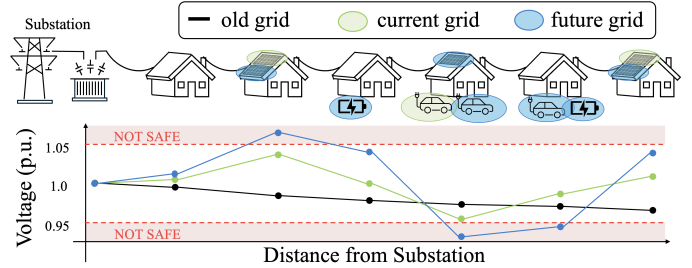 Substation
old grid
current grid
future grid
Voltage (p.u.)
1.05
1.0
0.95
NOT SAFE
NOT SAFE
Distance from Substation